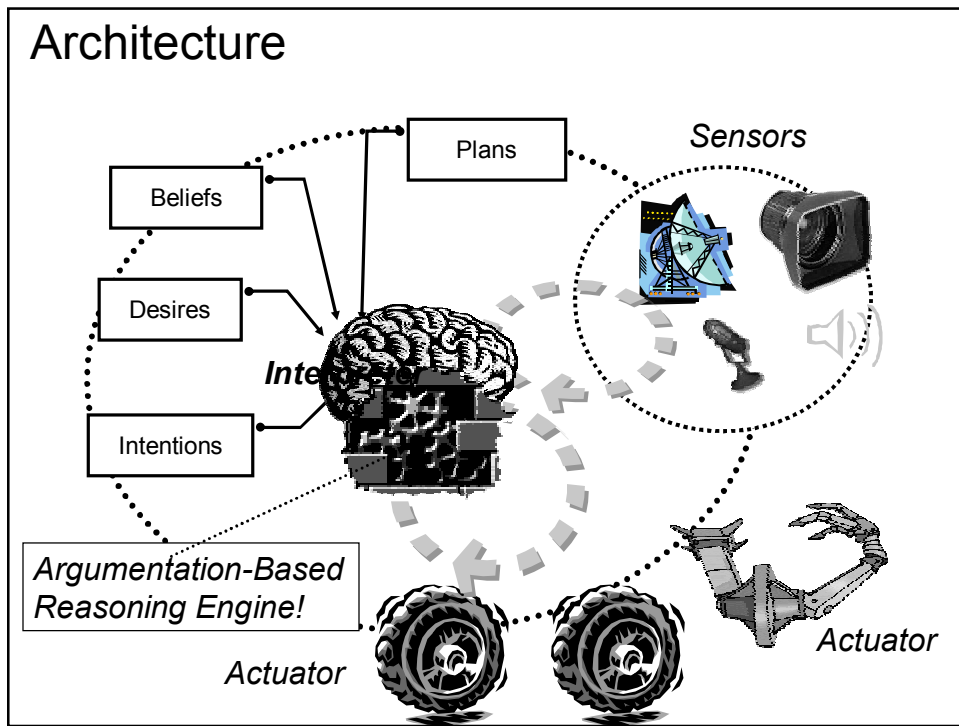 Architecture
Plans
Sensors
Beliefs
Desires
Intentions
Argumentation-Based
Reasoning Engine!
Actuator
Actuator